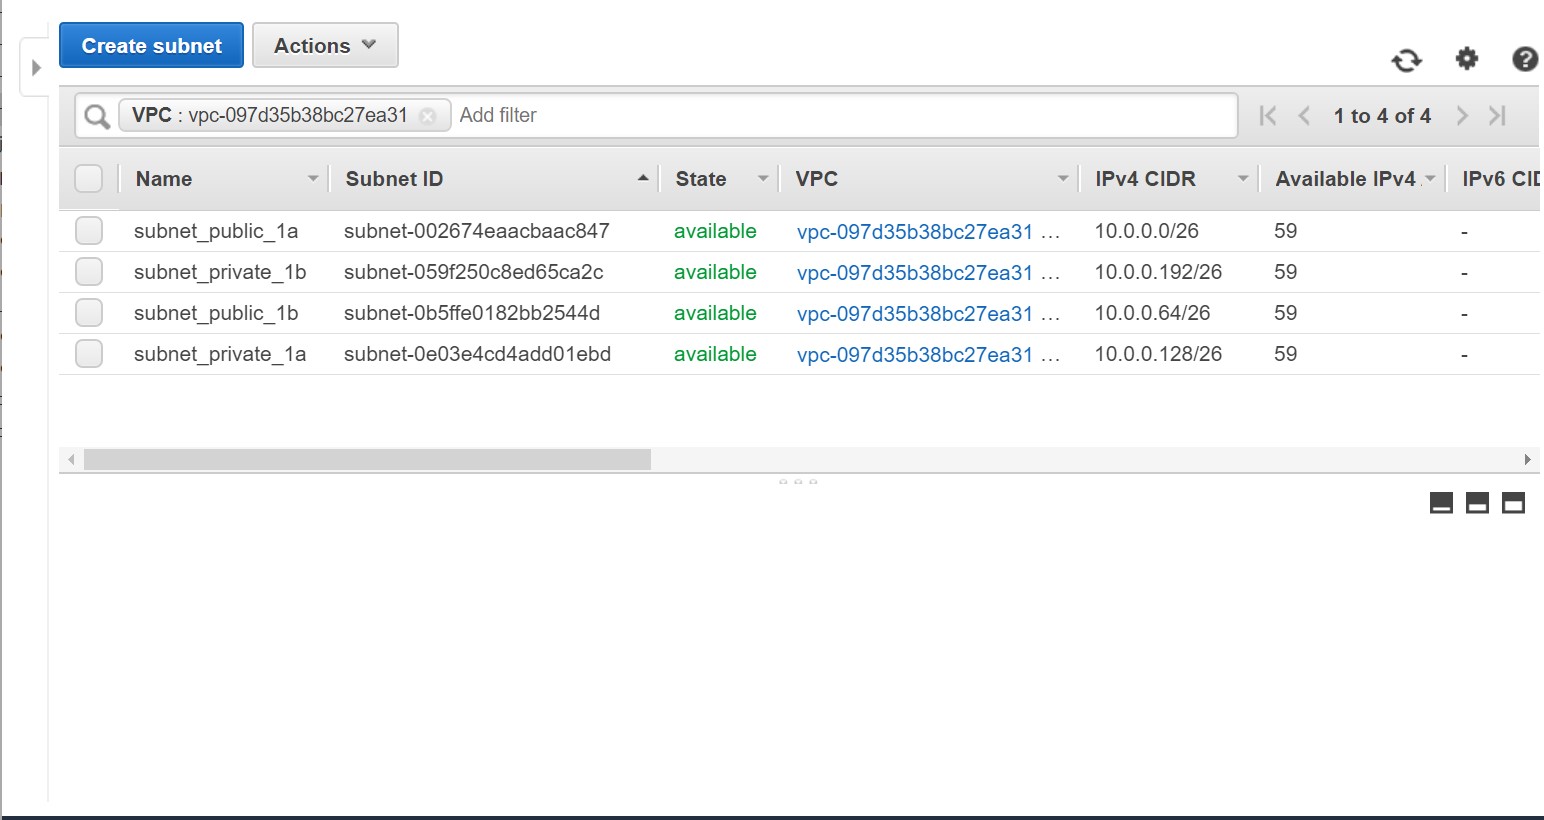 Create subnet Actions
VPC : vpc-097d35b38bc27ea31 Add filter 1 to 4 of 4
Name Subnet ID State VPC IPv4 CIDR Available IPv4 IPv6 CID
subnet_public_1a subnet-002674eaacbaac847 available vpc-097d35b38bc27ea31 ... 10.0.0.0/26 59 -
subnet_private_1b subnet-059f250c8ed65ca2c available vpc-097d35b38bc27ea31 ... 10.0.0.192/26 59 -
subnet_public_1b subnet-0b5ffe0182bb2544d available vpc-097d35b38bc27ea31 ... 10.0.0.64/26 59 -
subnet_private_1a subnet-0e03e4cd4add01ebd available vpc-097d35b38bc27ea31 ... 10.0.0.128/26 59 -